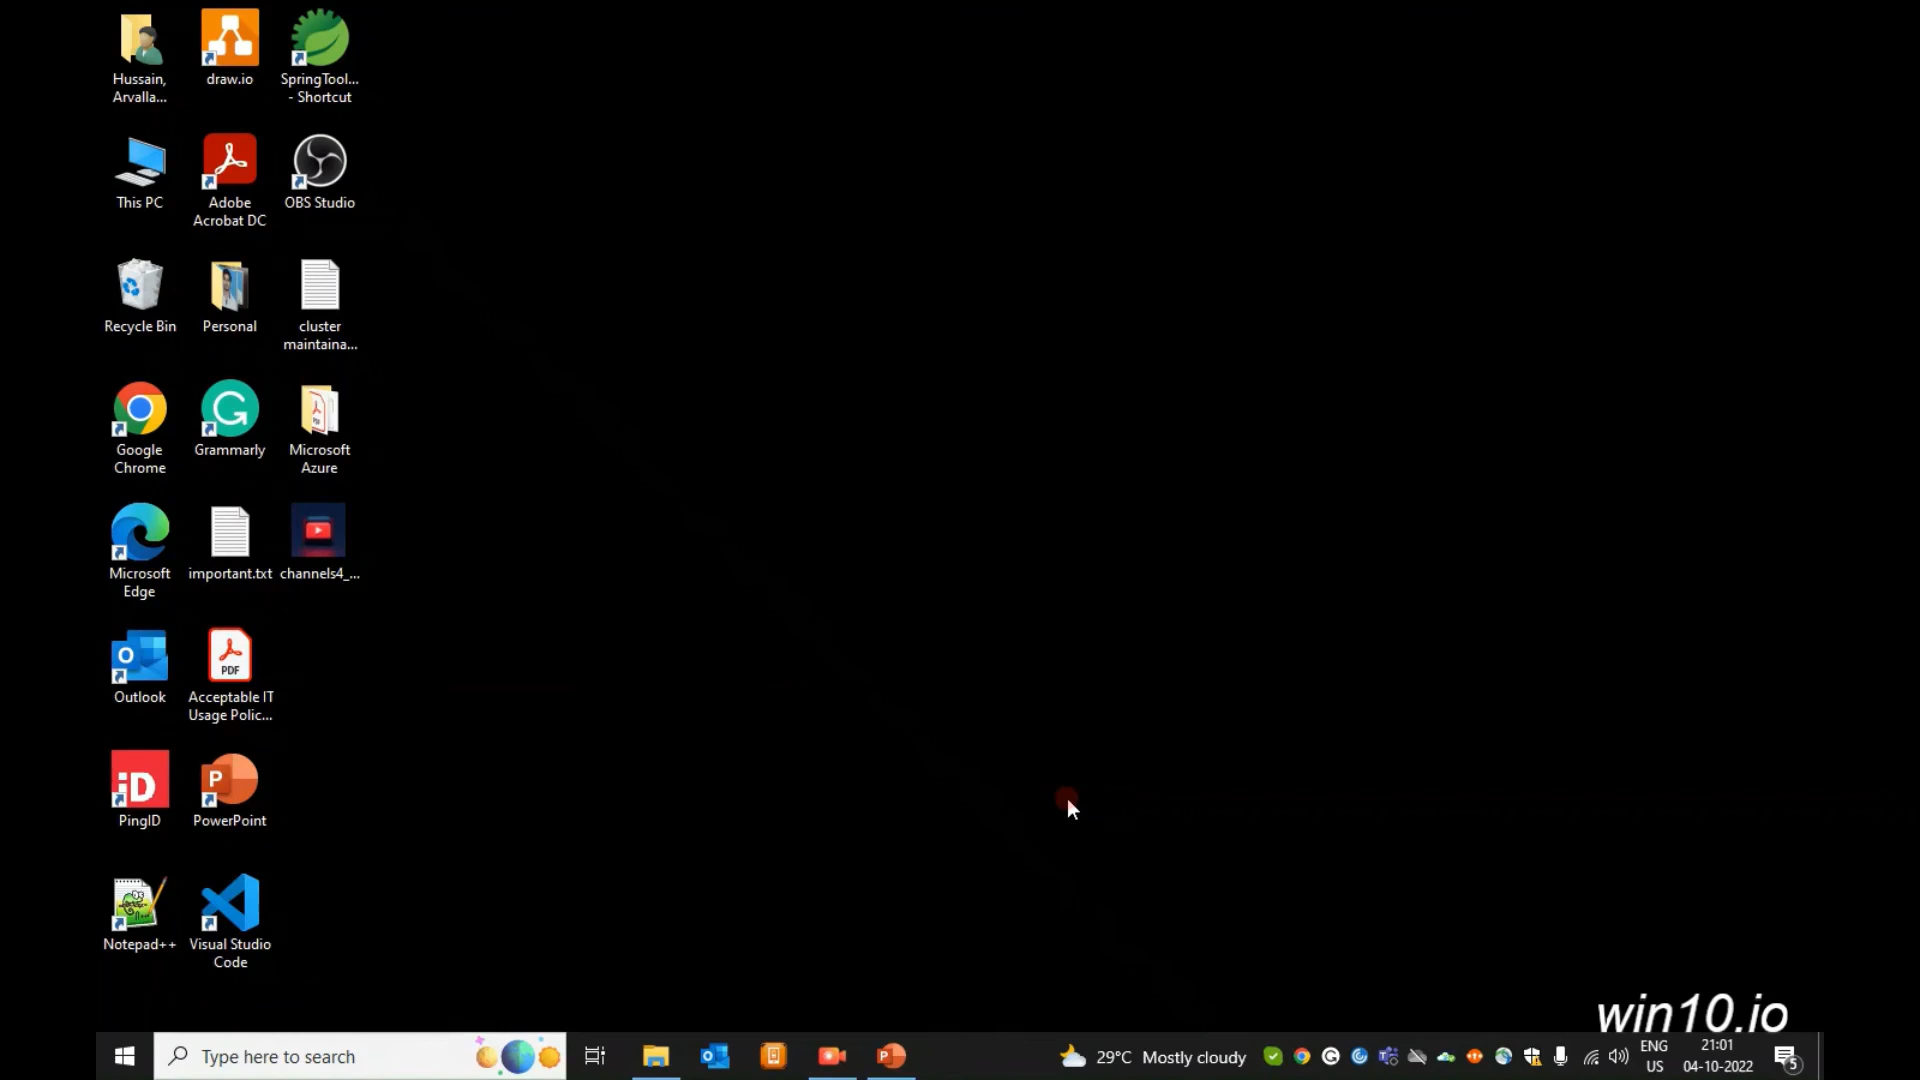 Hussain,
Arvalla...
draw.io
SpringTool...
- Shortcut
This PC
Adobe
Acrobat DC
OBS Studio
Recycle Bin
Personal
cluster
maintaina...
Google
Chrome
Grammarly
Microsoft
Azure
Microsoft
Edge
important.txt
channels4_...
Outlook
PDF
Acceptable IT
Usage Polic...
PingID
PowerPoint
Notepad++
Visual Studio
Code
win10.io
Type here to search
29°C Mostly cloudy
ENG
US
21:01
04-10-2022
5